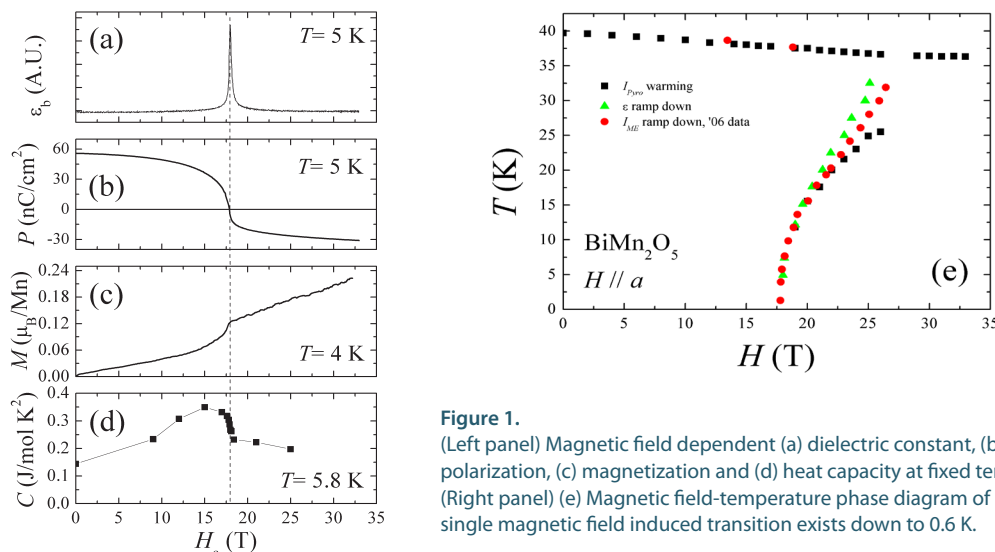 (a)
T= 5 K
ε_b (A.U.)
60
30
0
-30
P (nC/cm²)
(b)
T= 5 K
0.24
0.12
0.00
M (μ_B/Mn)
(c)
T= 4 K
0.4
0.3
0.2
0.1
0.0
C (J/mol K²)
(d)
T= 5.8 K
0 5 10 15 20 25 30 35
(T)
40
35
30
25
20
15
10
5
0
T (K)
I_Pyro warming
ε ramp down
I_ME ramp down, '06 data
BiMn₂O₅
H // a
(e)
0 5 10 15 20 25 30
H (T)
Figure 1.
(Left panel) Magnetic field dependent (a) dielectric constant, (b
polarization, (c) magnetization and (d) heat capacity at fixed ter
(Right panel) (e) Magnetic field-temperature phase diagram of
single magnetic field induced transition exists down to 0.6 K.